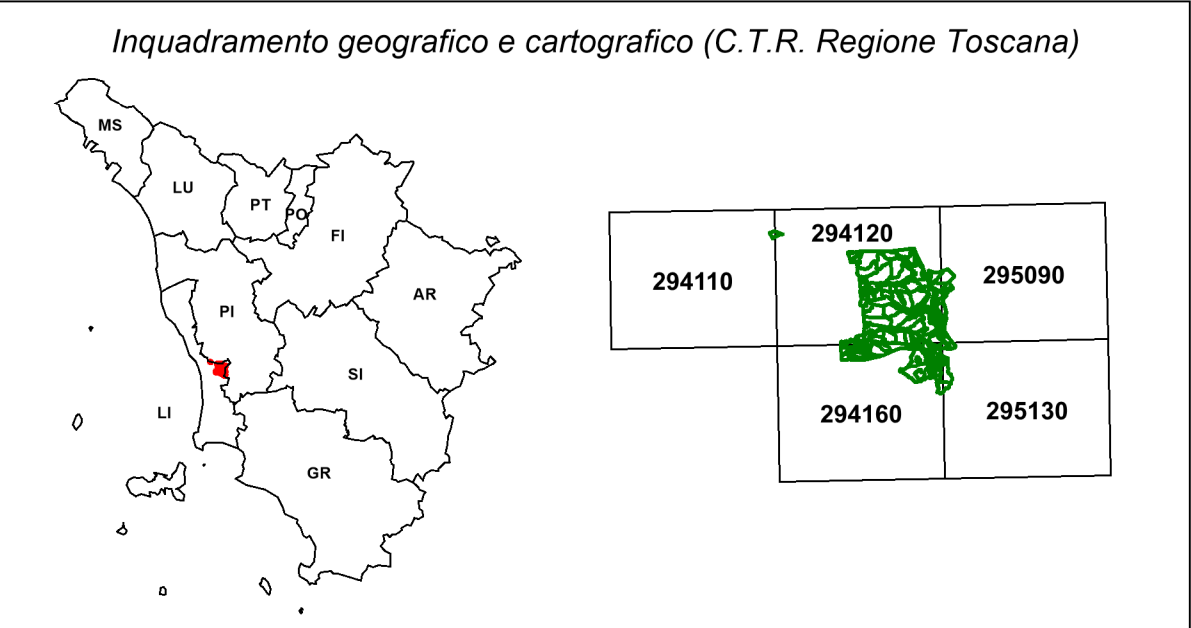 Inquadramento geografico e cartografico (C.T.R. Regione Toscana)
MS
LU
PT
PO
FI
AR
PI
SI
LI
GR
294120
294110
295090
294160
295130